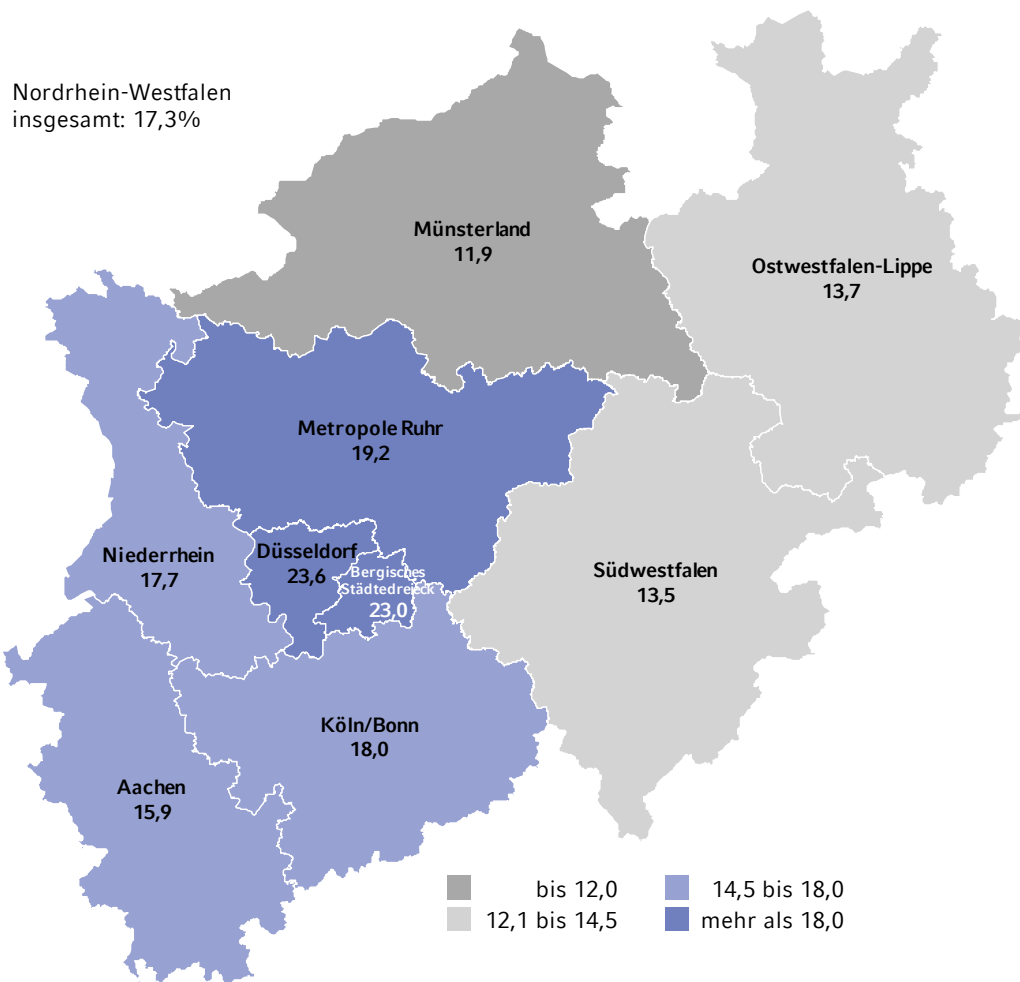 Nordrhein-Westfalen
insgesamt: 17,3%
Münsterland
11,9
Ostwestfalen-Lippe
13,7
Metropole Ruhr
19,2
Niederrhein
17,7
Düsseldorf
23,6
Bergisches
Städtedreieck
23,0
Südwestfalen
13,5
Köln/Bonn
18,0
Aachen
15,9
bis 12,0
12,1 bis 14,5
14,5 bis 18,0
mehr als 18,0